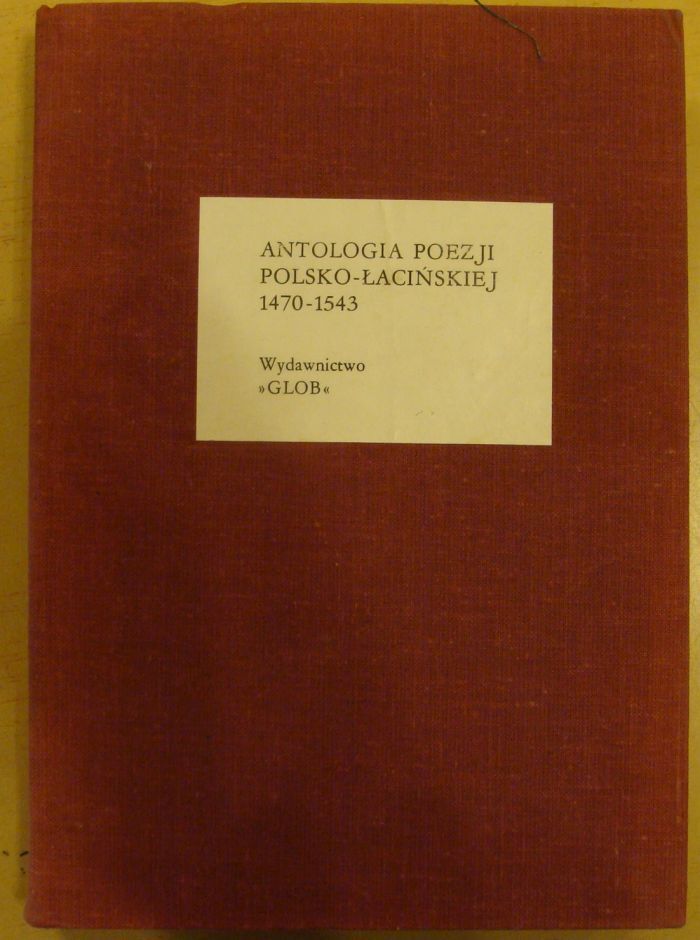 ANTOLOGIA POEZJI
POLSKO-ŁACIŃSKIEJ
1470-1543
Wydawnictwo
»GLOB«